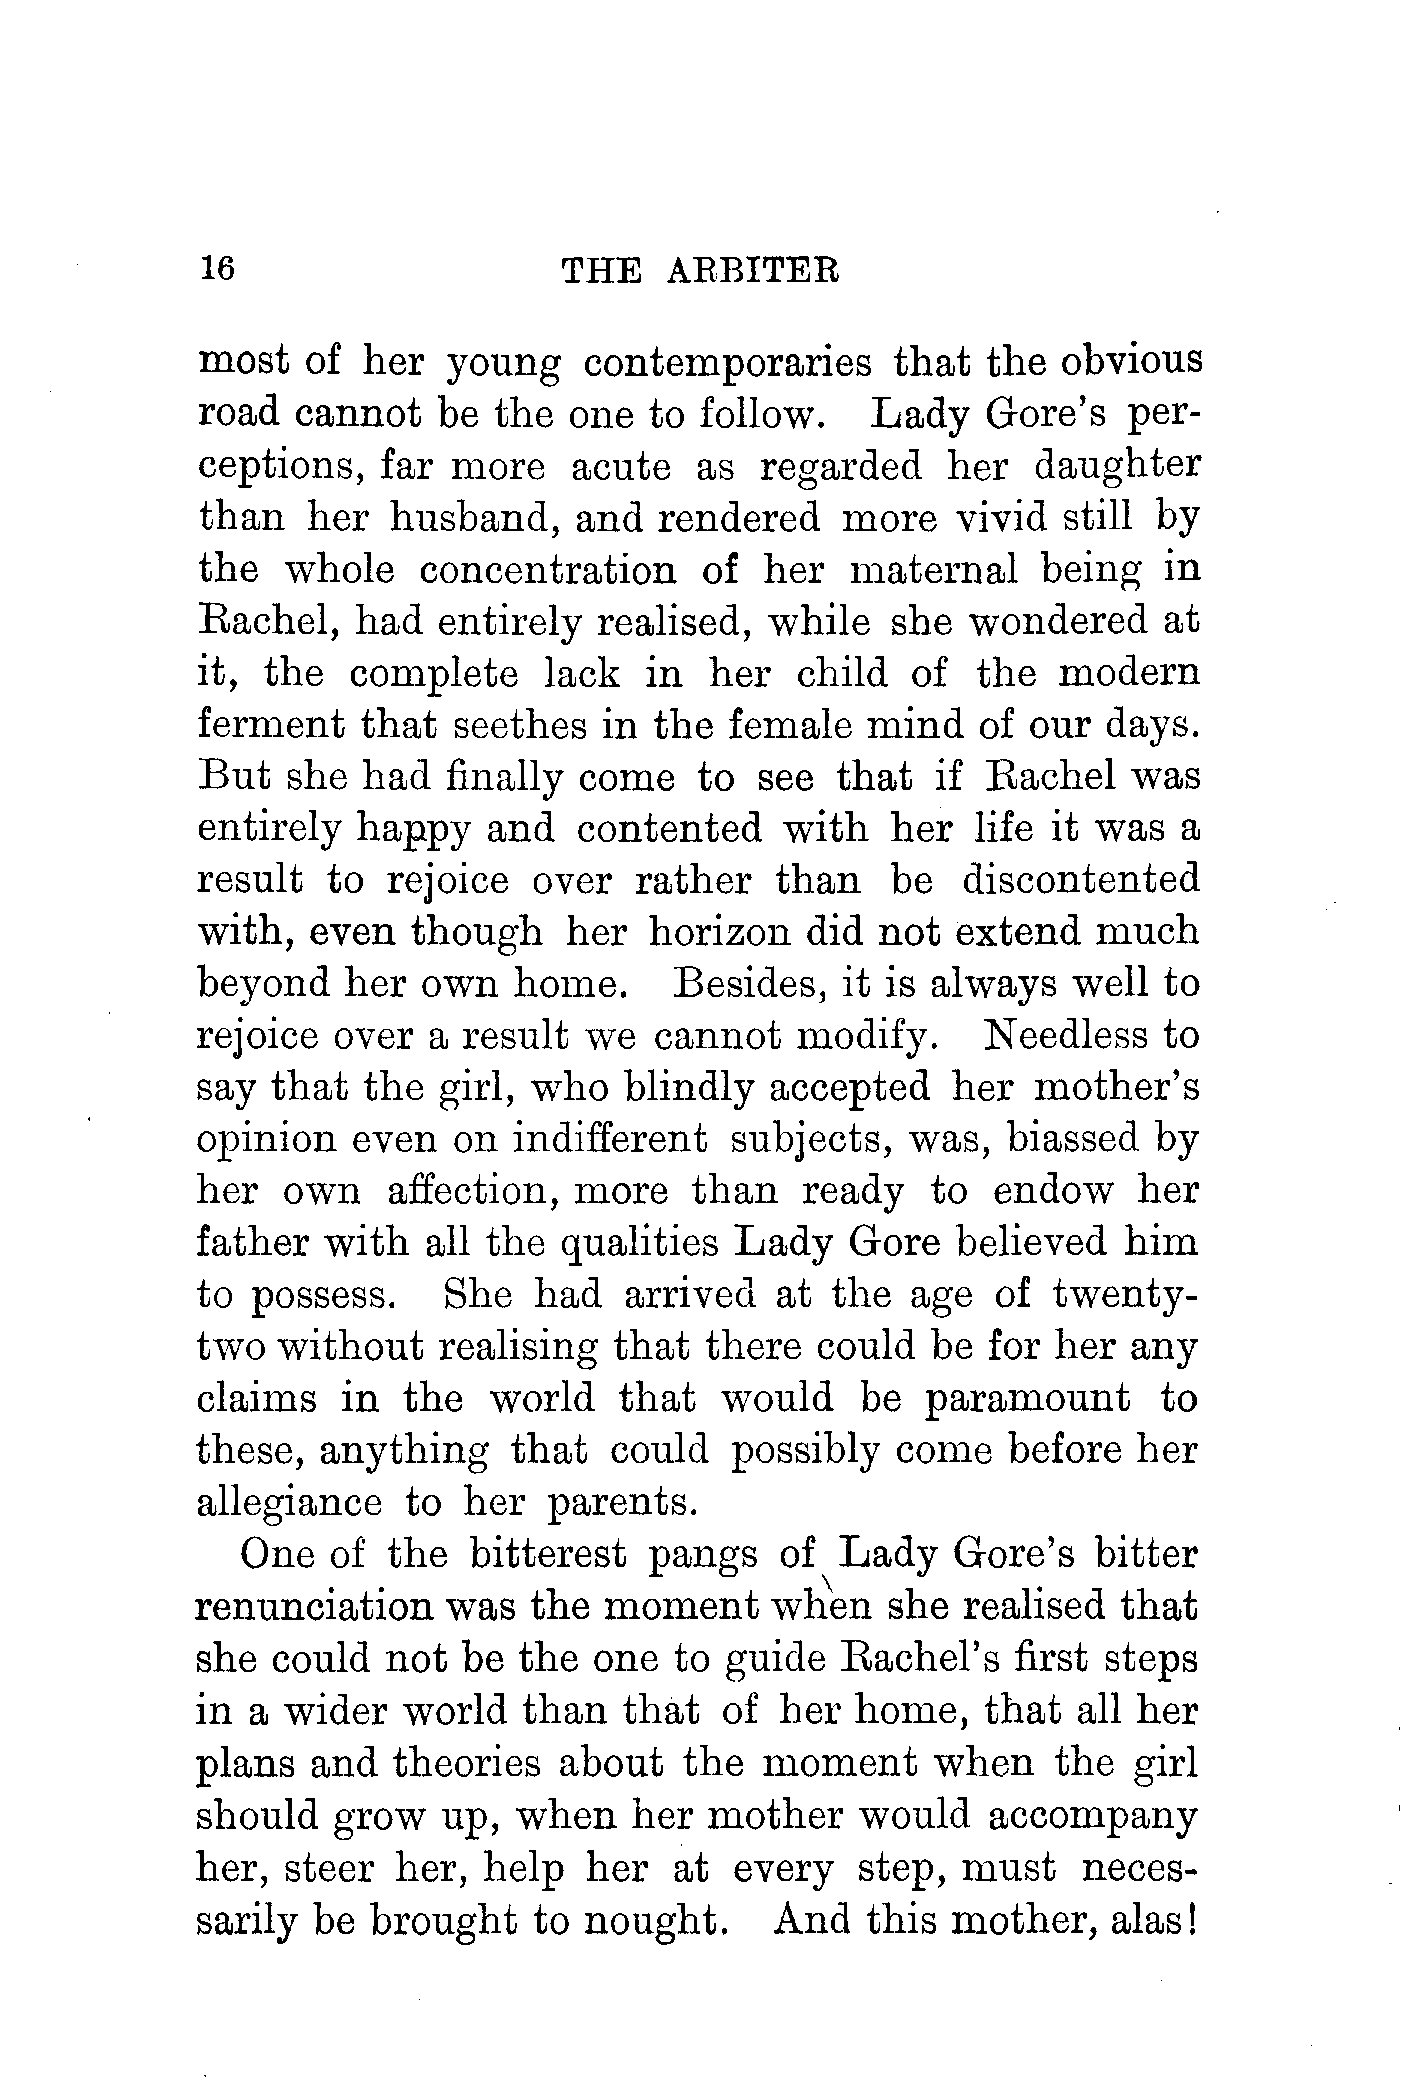 16 THE ARBITER
most of her young contemporaries that the obvious
road cannot be the one to follow. Lady Gore's per-
ceptions, far more acute as regarded her daughter
than her husband, and rendered more vivid still by
the whole concentration of her maternal being in
Rachel, had entirely realised, while she wondered at
it, the complete lack in her child of the modern
ferment that seethes in the female mind of our days.
But she had finally come to see that if Rachel was
entirely happy and contented with her life it was a
result to rejoice over rather than be discontented
with, even though her horizon did not extend much
beyond her own home. Besides, it is always well to
rejoice over a result we cannot modify. Needless to
say that the girl, who blindly accepted her mother's
opinion even on indifferent subjects, was, biassed by
her own affection, more than ready to endow her
father with all the qualities Lady Gore believed him
to possess. She had arrived at the age of twenty-
two without realising that there could be for her any
claims in the world that would be paramount to
these, anything that could possibly come before her
allegiance to her parents.
One of the bitterest pangs of Lady Gore's bitter
renunciation was the moment when she realised that
she could not be the one to guide Rachel's first steps
in a wider world than that of her home, that all her
plans and theories about the moment when the girl
should grow up, when her mother would accompany
her, steer her, help her at every step, must neces-
sarily be brought to nought. And this mother, alas!